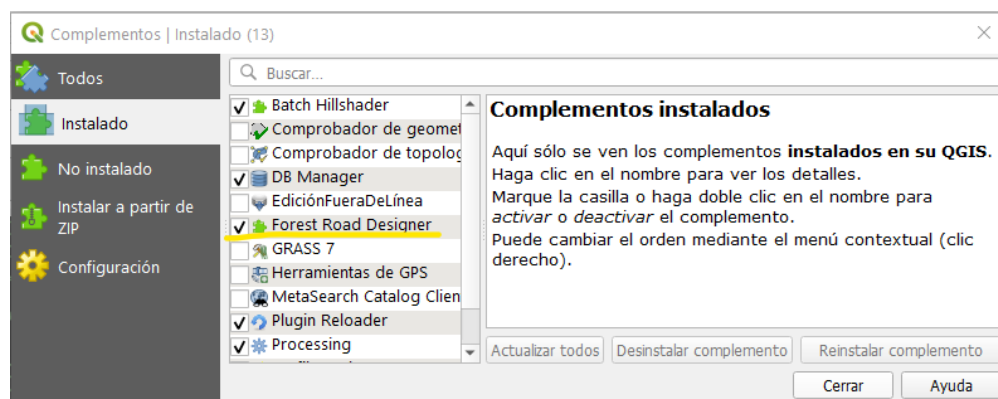 Complementos | Instalado (13)
Todos
Instalado
No instalado
Instalar a partir de
ZIP
Configuración
Buscar...
Batch Hillshader
Comprobador de geomet
Comprobador de topolog
DB Manager
EdiciónFueraDeLínea
Forest Road Designer
GRASS 7
Herramientas de GPS
MetaSearch Catalog Clien
Plugin Reloader
Processing
Complementos instalados
Aquí sólo se ven los complementos instalados en su QGIS.
Haga clic en el nombre para ver los detalles.
Marque la casilla o haga doble clic en el nombre para
activar o deactivar el complemento.
Puede cambiar el orden mediante el menú contextual (clic
derecho).
Actualizar todos
Desinstalar complemento
Reinstalar complemento
Cerrar
Ayuda